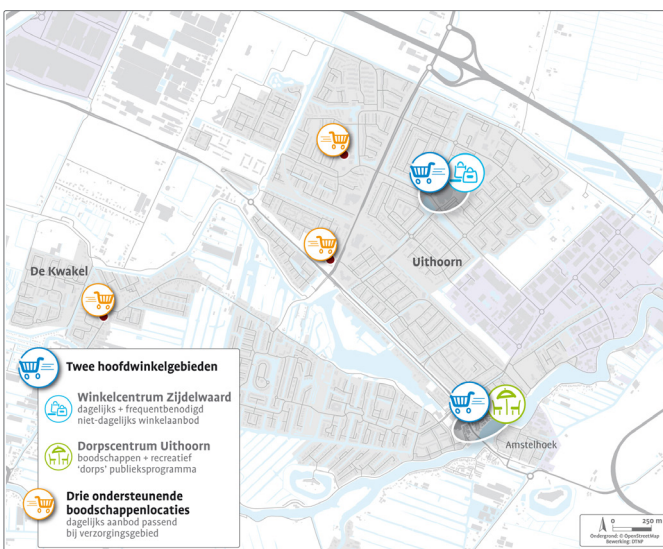 De Kwakel
Uithoorn
Amstelhoek
Twee hoofdwinkelgebieden
Winkelcentrum Zijdelwaard
dagelijks + frequentbenodigd
niet-dagelijks winkelaanbod
Dorpscentrum Uithoorn
boodschappen + recreatief
'dorps' publieksprogramma
Drie ondersteunende
boodschappenlocaties
dagelijks aanbod passend
bij verzorgingsgebied
0 250 m
Ondergrond: © OpenStreetMap
Bewerking: DTNP